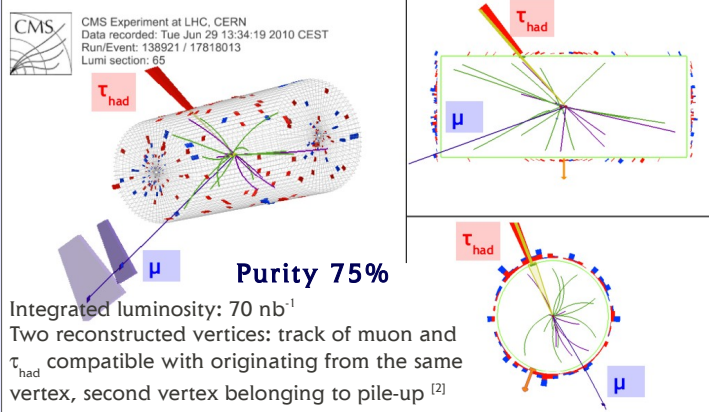 CMS
CMS Experiment at LHC, CERN
Data recorded: Tue Jun 29 13:34:19 2010 CEST
Run/Event: 138921 / 17818013
Lumi section: 65
τhad
μ
τhad
μ
τhad
μ
Purity 75%
Integrated luminosity: 70 nb-1
Two reconstructed vertices: track of muon and
τhad compatible with originating from the same
vertex, second vertex belonging to pile-up [2]